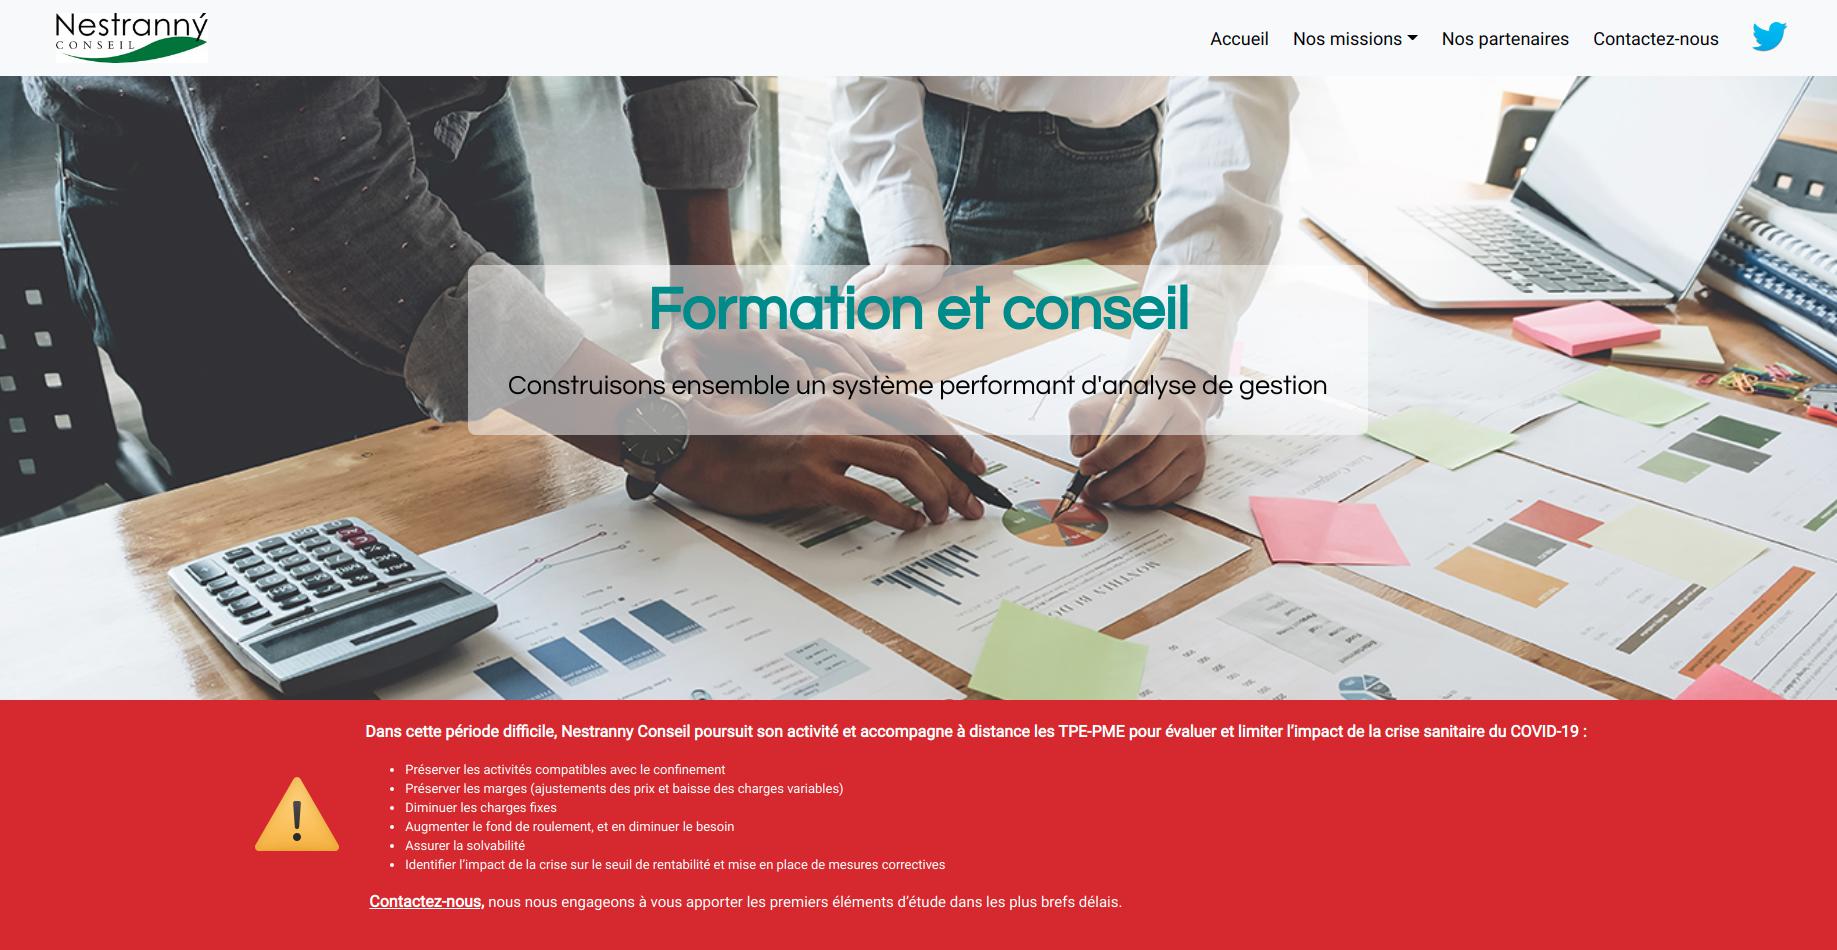 Nestranný
CONSEIL
Accueil
Nos missions
Nos partenaires
Contactez-nous
Formation et conseil
Construisons ensemble un système performant d'analyse de gestion
Dans cette période difficile, Nestranny Conseil poursuit son activité et accompagne à distance les TPE-PME pour évaluer et limiter l'impact de la crise sanitaire du COVID-19 :
Préserver les activités compatibles avec le confinement
Préserver les marges (ajustements des prix et baisse des charges variables)
Diminuer les charges fixes
Augmenter le fond de roulement, et en diminuer le besoin
Assurer la solvabilité
Identifier l'impact de la crise sur le seuil de rentabilité et mise en place de mesures correctives
Contactez-nous, nous nous engageons à vous apporter les premiers éléments d'étude dans les plus brefs délais.